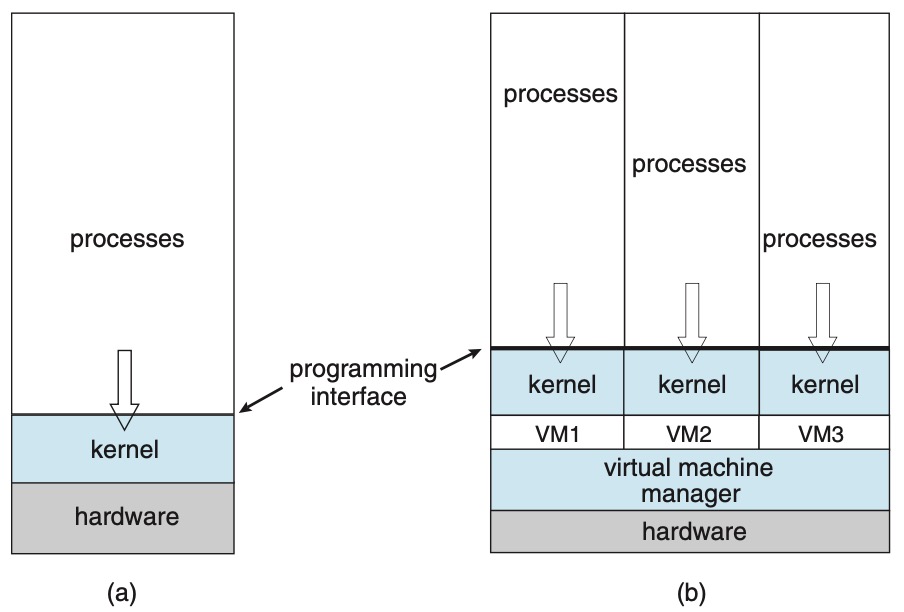 processes
kernel
hardware
(a)
programming
interface
processes
processes
processes
kernel
kernel
kernel
VM1
VM2
VM3
virtual machine
manager
hardware
(b)